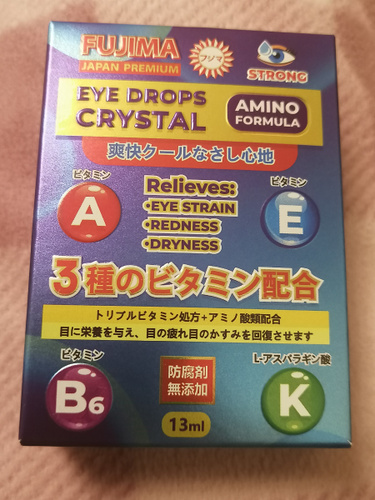 FUJIMA
JAPAN PREMIUM
フジマ
STRONG
EYE DROPS
CRYSTAL
AMINO
FORMULA
爽快クールなさし心地
ビタミン
A
Relieves:
•EYE STRAIN
•REDNESS
•DRYNESS
ビタミン
E
3種のビタミン配合
トリプルビタミン処方+アミノ酸類配合
目に栄養を与え、目の疲れ目のかすみを回復させます
ビタミン
B6
防腐剤
無添加
L-アスパラギン酸
K
13ml